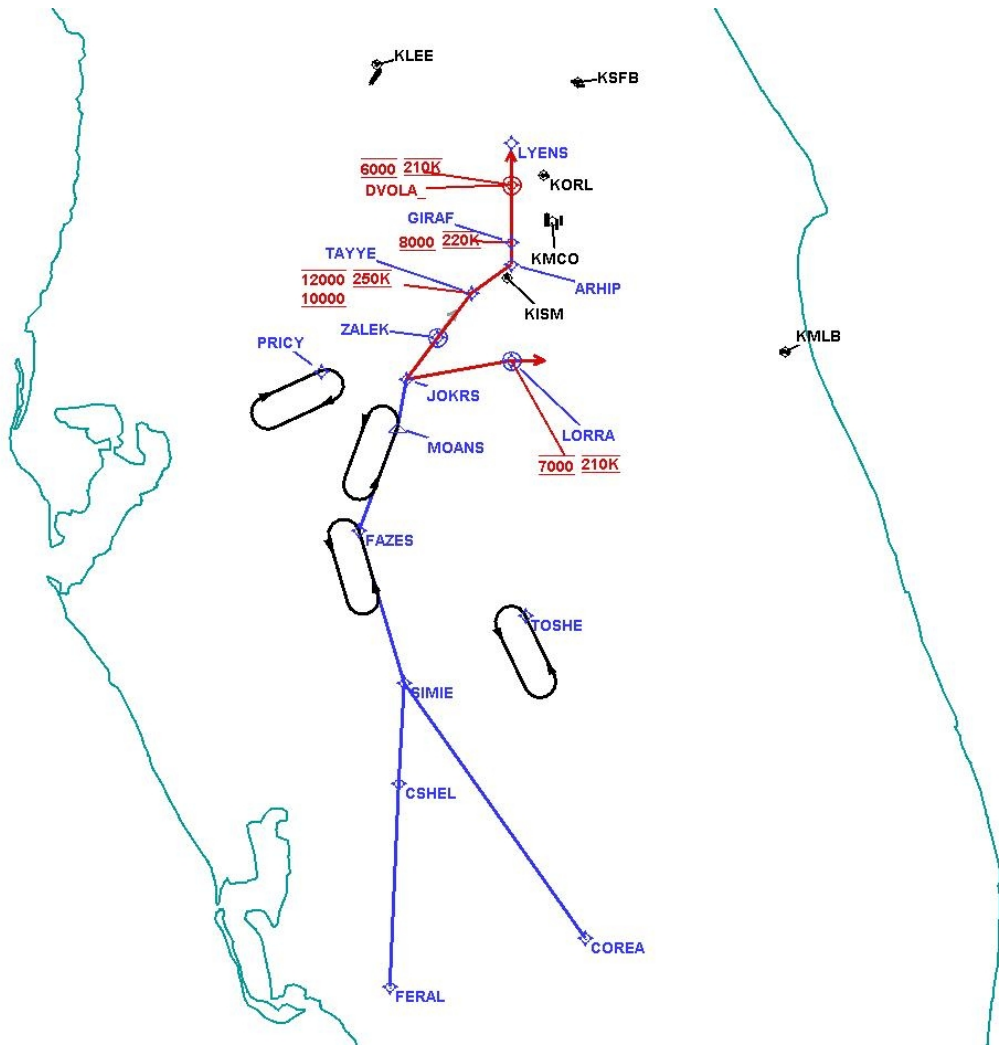 KLEE
KSFB
LYENS
6000 210K
DVOLA_
KORL
GIRAF
8000 220K
KMCO
TAYYE
12000 250K
10000
ARHIP
KISM
ZALEK
PRICY
KMLB
JOKRS
LORRA
MOANS
7000 210K
FAZES
TOSHE
SIMIE
CSHEL
COREA
FERAL